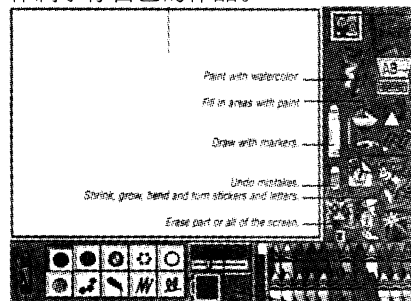 Paint with watercolor.
Fill in areas with paint
Draw with markers.
Undo mistakes.
Shrink, grow, bend and turn stickers and letters.
Erase part or all of the screen.